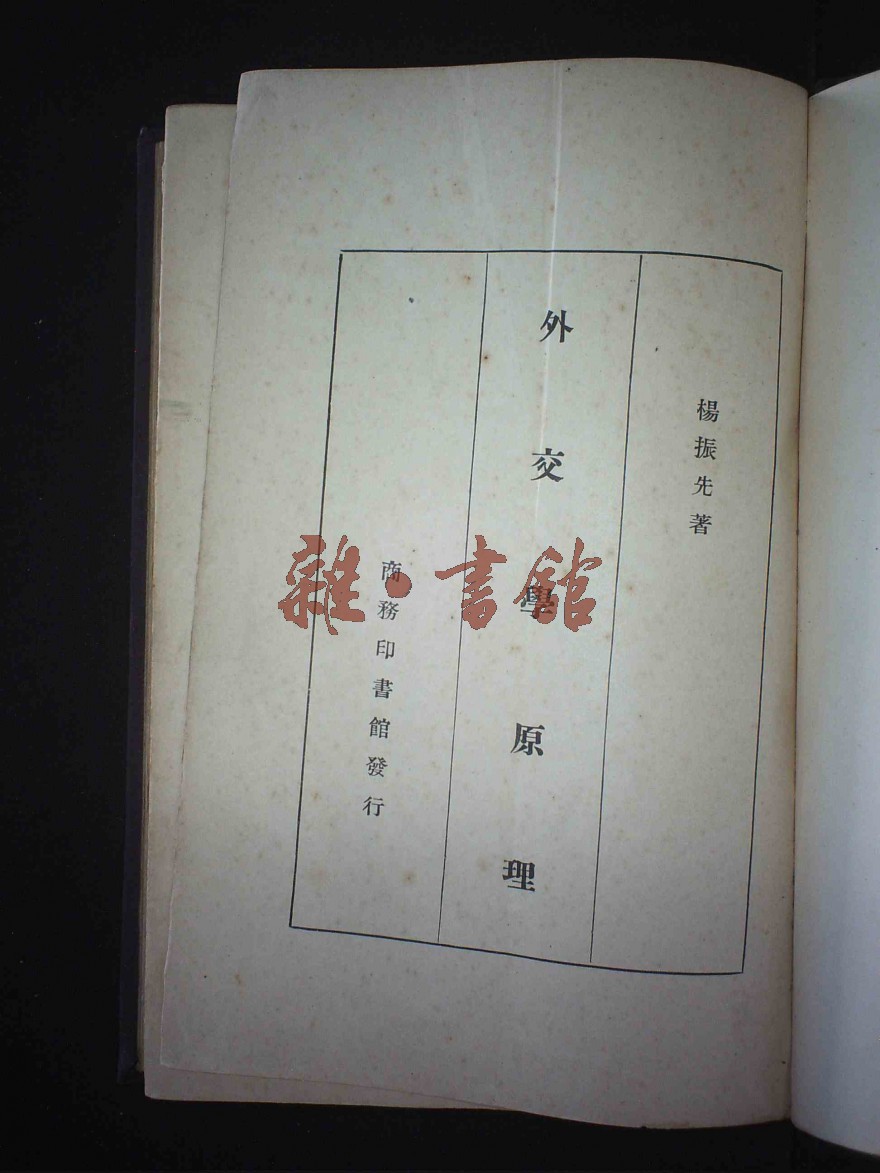 楊振先著
外交學原理
商務印書館發行
雜·書館